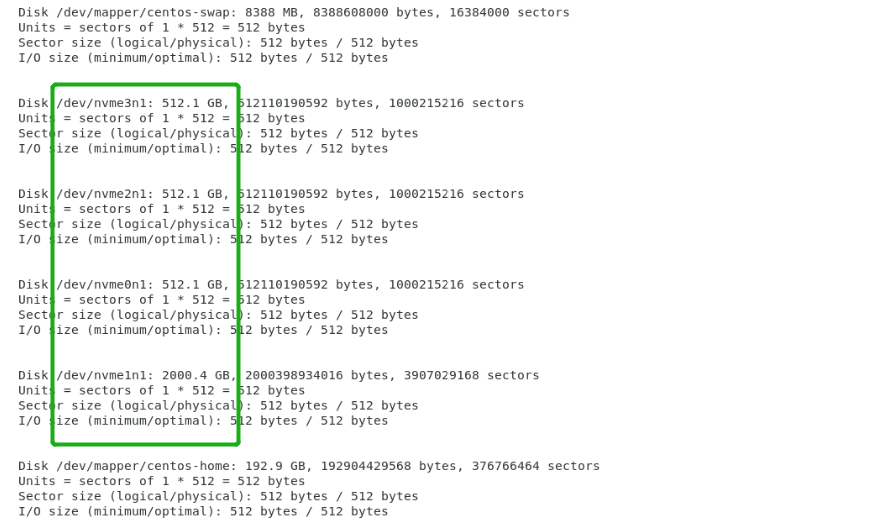 Disk /dev/mapper/centos-swap: 8388 MB, 8388608000 bytes, 16384000 sectors
Units = sectors of 1 * 512 = 512 bytes
Sector size (logical/physical): 512 bytes / 512 bytes
I/O size (minimum/optimal): 512 bytes / 512 bytes
Disk /dev/nvme3n1: 512.1 GB, 512110190592 bytes, 1000215216 sectors
Units = sectors of 1 * 512 = 512 bytes
Sector size (logical/physical): 512 bytes / 512 bytes
I/O size (minimum/optimal): 512 bytes / 512 bytes
Disk /dev/nvme2n1: 512.1 GB, 512110190592 bytes, 1000215216 sectors
Units = sectors of 1 * 512 = 512 bytes
Sector size (logical/physical): 512 bytes / 512 bytes
I/O size (minimum/optimal): 512 bytes / 512 bytes
Disk /dev/nvme0n1: 512.1 GB, 512110190592 bytes, 1000215216 sectors
Units = sectors of 1 * 512 = 512 bytes
Sector size (logical/physical): 512 bytes / 512 bytes
I/O size (minimum/optimal): 512 bytes / 512 bytes
Disk /dev/nvme1n1: 2000.4 GB, 2000398934016 bytes, 3907029168 sectors
Units = sectors of 1 * 512 = 512 bytes
Sector size (logical/physical): 512 bytes / 512 bytes
I/O size (minimum/optimal): 512 bytes / 512 bytes
Disk /dev/mapper/centos-home: 192.9 GB, 192904429568 bytes, 376766464 sectors
Units = sectors of 1 * 512 = 512 bytes
Sector size (logical/physical): 512 bytes / 512 bytes
I/O size (minimum/optimal): 512 bytes / 512 bytes